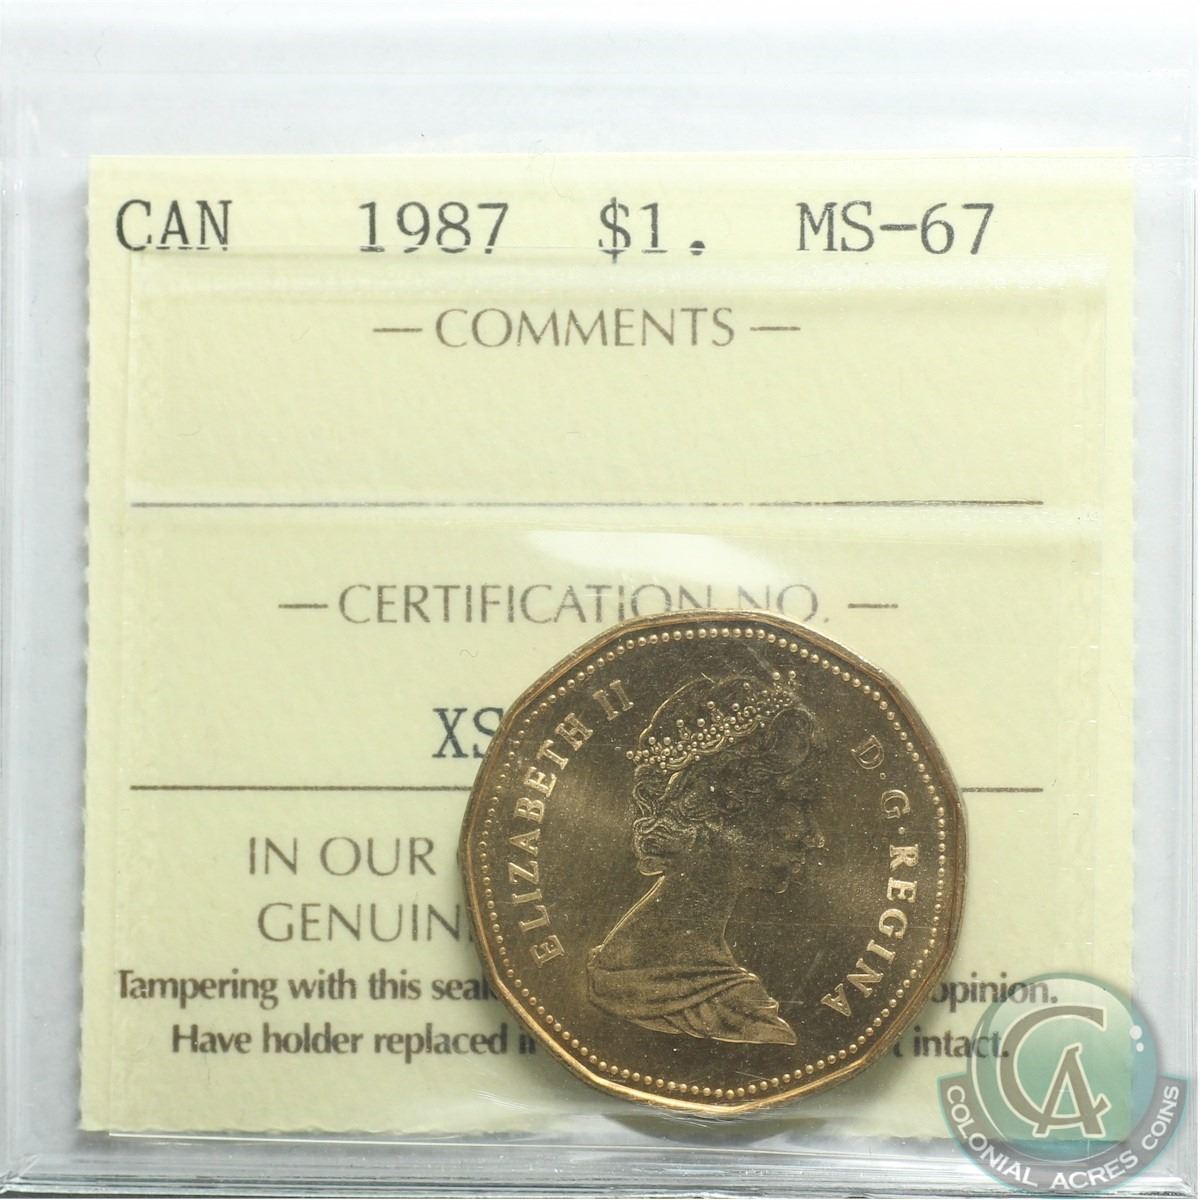 CAN 1987 $1. MS-67
— COMMENTS —
— CERTIFICATION NO. —
XS
IN OUR
GENUIN
Tampering with this seal opinion.
Have holder replaced intact.
ELIZABETH II D·G·REGINA
CA
COLONIAL ACRES COINS